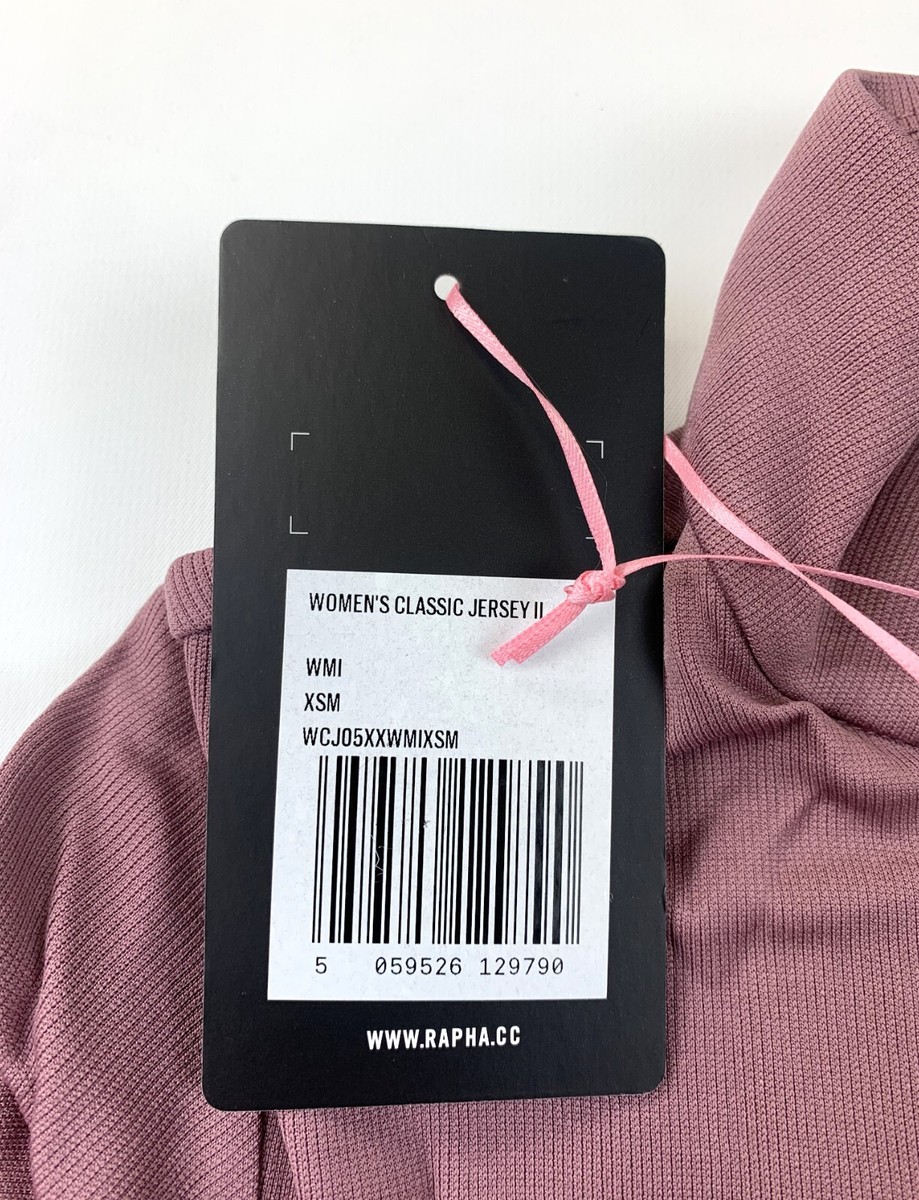 WOMEN'S CLASSIC JERSEY II
WMI
XSM
WCJ05XXWMIXSM
5 059526 129790
WWW.RAPHA.CC